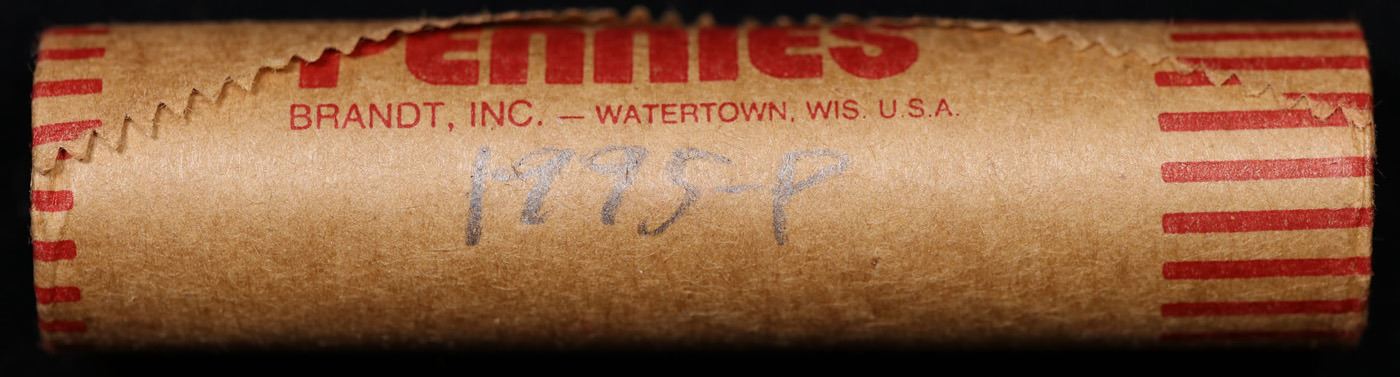 PENNIES
BRANDT, INC. — WATERTOWN, WIS. U.S.A.
1995-P